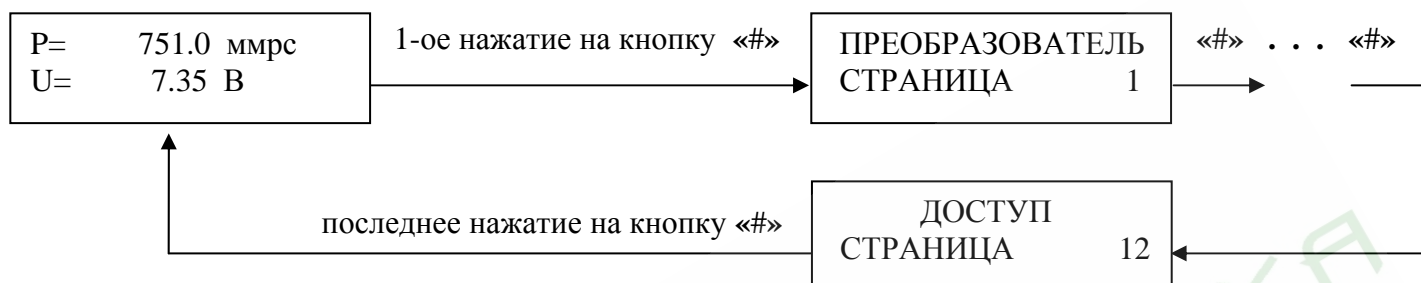 P= 751.0 ммрс
U= 7.35 В
1-ое нажатие на кнопку «#»
ПРЕОБРАЗОВАТЕЛЬ
СТРАНИЦА 1
«#» . . . «#»
последнее нажатие на кнопку «#»
ДОСТУП
СТРАНИЦА 12